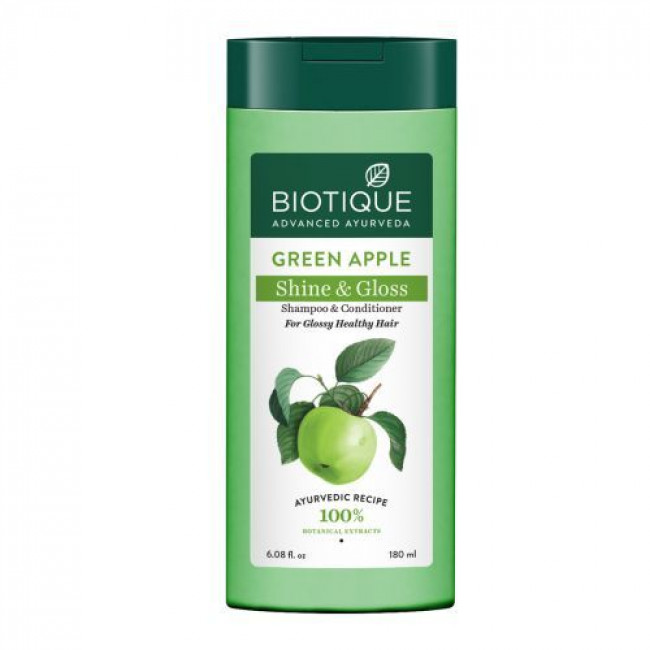 BIOTIQUE
ADVANCED AYURVEDA
GREEN APPLE
Shine & Gloss
Shampoo & Conditioner
For Glossy Healthy Hair
AYURVEDIC RECIPE
100%
BOTANICAL EXTRACTS
6.08 fl. oz 180 ml